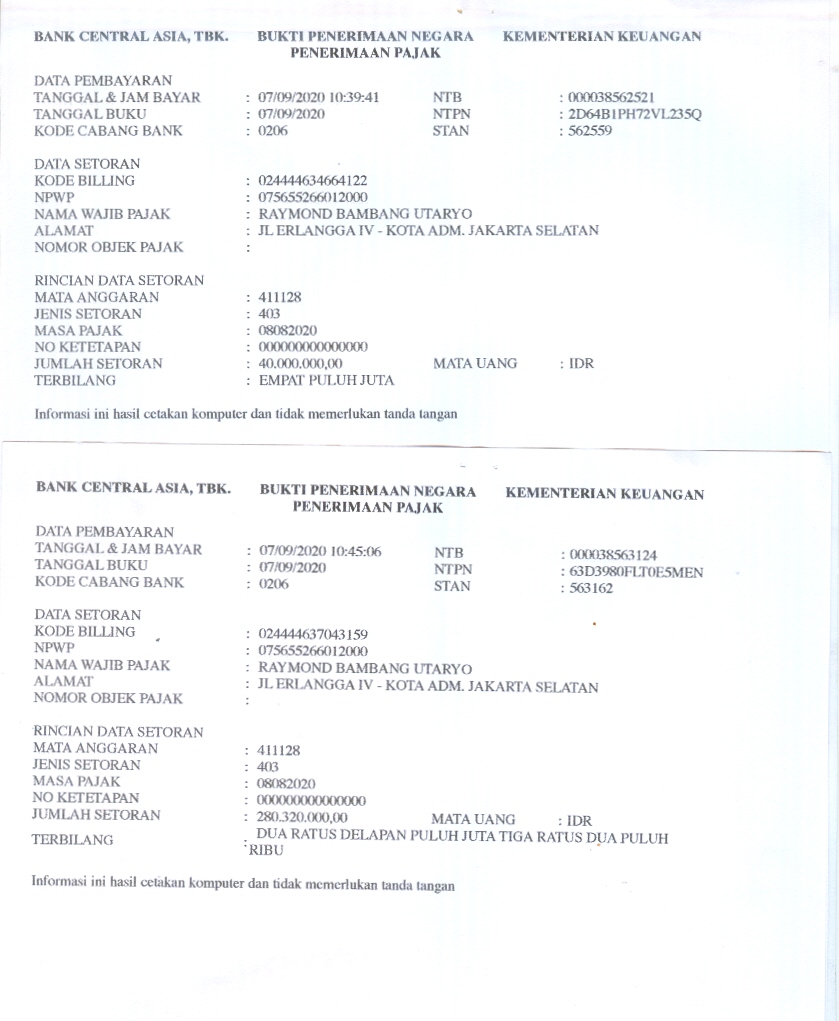 BANK CENTRAL ASIA, TBK. BUKTI PENERIMAAN NEGARA KEMENTERIAN KEUANGAN
PENERIMAAN PAJAK
DATA PEMBAYARAN
TANGGAL & JAM BAYAR : 07/09/2020 10:39:41 NTB : 000038562521
TANGGAL BUKU : 07/09/2020 NTPN : 2D64B1PH72VL235Q
KODE CABANG BANK : 0206 STAN : 562559
DATA SETORAN
KODE BILLING : 024444634664122
NPWP : 075655266012000
NAMA WAJIB PAJAK : RAYMOND BAMBANG UTARYO
ALAMAT : JL ERLANGGA IV - KOTA ADM. JAKARTA SELATAN
NOMOR OBJEK PAJAK :
RINCIAN DATA SETORAN
MATA ANGGARAN : 411128
JENIS SETORAN : 403
MASA PAJAK : 08082020
NO KETETAPAN : 000000000000000
JUMLAH SETORAN : 40.000.000,00 MATA UANG : IDR
TERBILANG : EMPAT PULUH JUTA
Informasi ini hasil cetakan komputer dan tidak memerlukan tanda tangan
BANK CENTRAL ASIA, TBK. BUKTI PENERIMAAN NEGARA KEMENTERIAN KEUANGAN
PENERIMAAN PAJAK
DATA PEMBAYARAN
TANGGAL & JAM BAYAR : 07/09/2020 10:45:06 NTB : 000038563124
TANGGAL BUKU : 07/09/2020 NTPN : 63D3980FLT0E5MEN
KODE CABANG BANK : 0206 STAN : 563162
DATA SETORAN
KODE BILLING : 024444637043159
NPWP : 075655266012000
NAMA WAJIB PAJAK : RAYMOND BAMBANG UTARYO
ALAMAT : JL ERLANGGA IV - KOTA ADM. JAKARTA SELATAN
NOMOR OBJEK PAJAK :
RINCIAN DATA SETORAN
MATA ANGGARAN : 411128
JENIS SETORAN : 403
MASA PAJAK : 08082020
NO KETETAPAN : 000000000000000
JUMLAH SETORAN : 280.320.000,00 MATA UANG : IDR
TERBILANG : DUA RATUS DELAPAN PULUH JUTA TIGA RATUS DUA PULUH
RIBU
Informasi ini hasil cetakan komputer dan tidak memerlukan tanda tangan